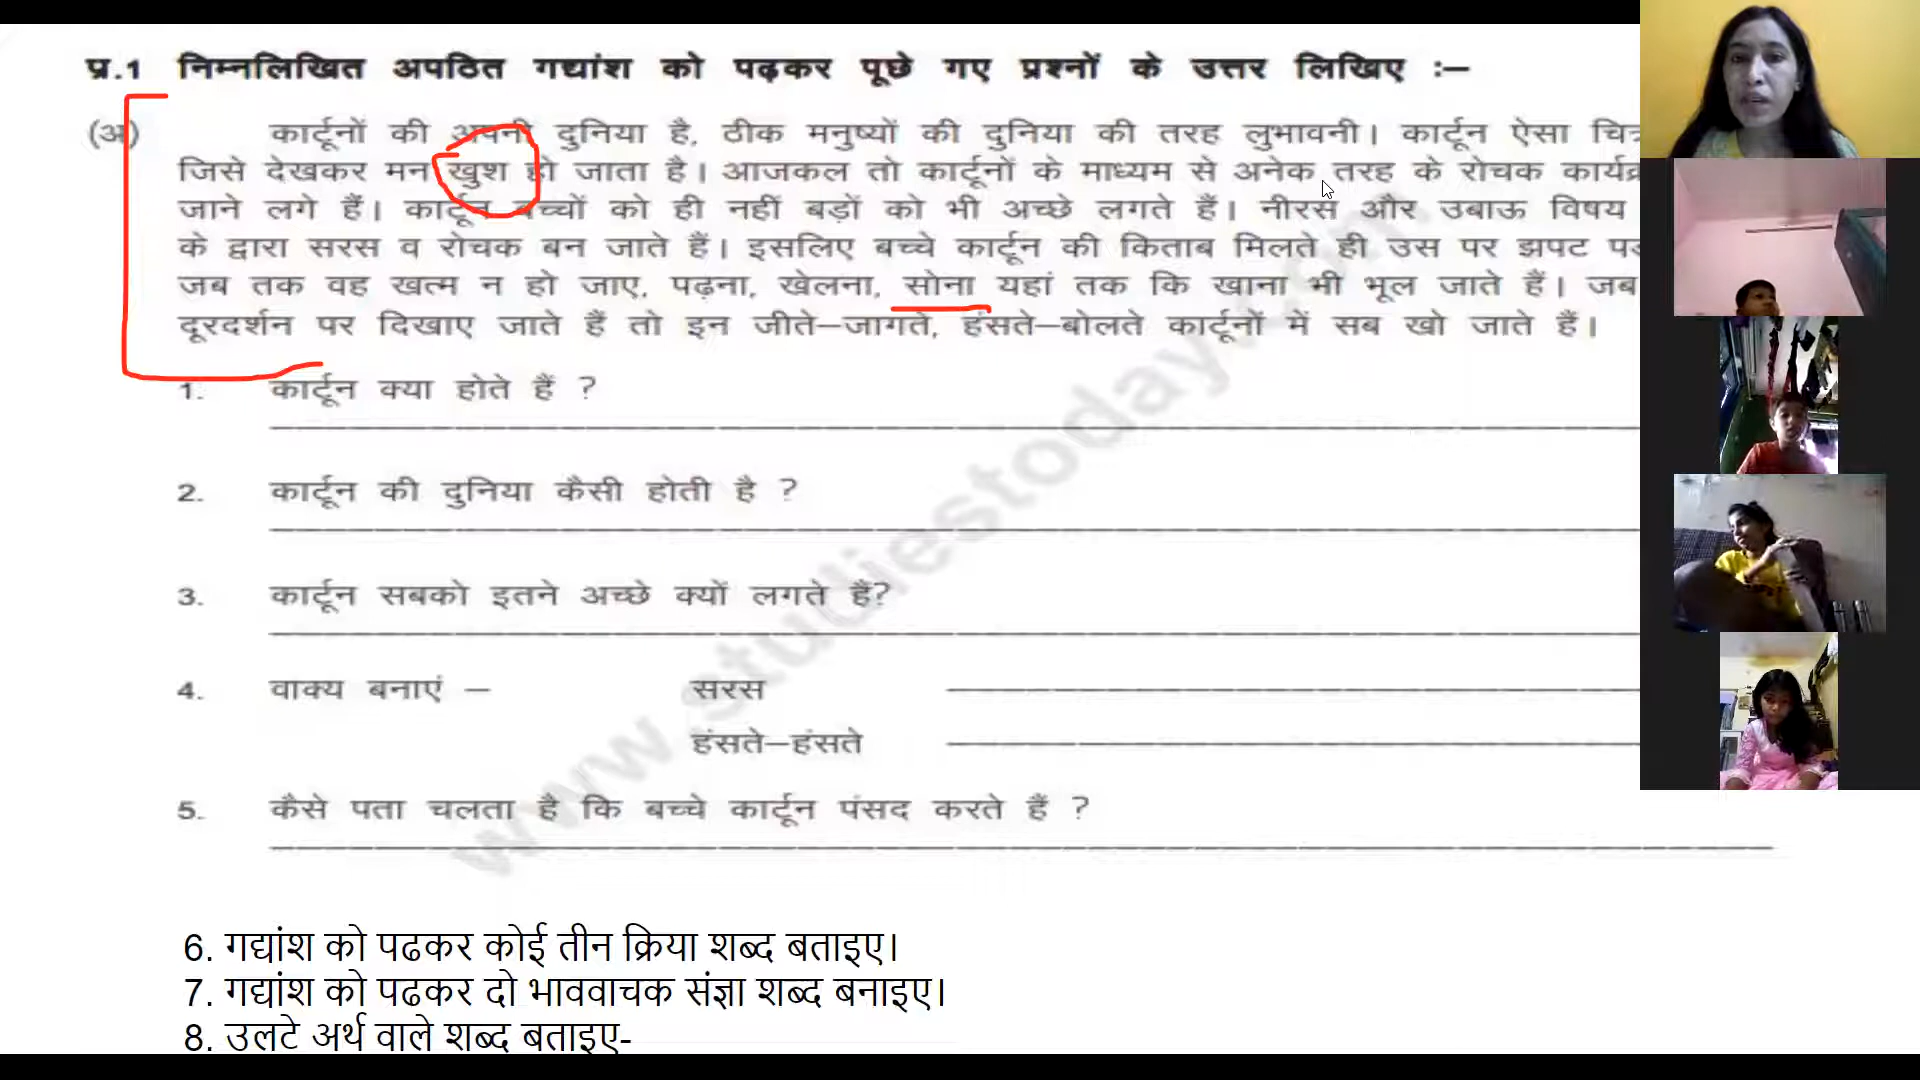 प्र.1 निम्नलिखित अपठित गद्यांश को पढ़कर पूछे गए प्रश्नों के उत्तर लिखिए :–
(अ) कार्टूनों की अपनी दुनिया है, ठीक मनुष्यों की दुनिया की तरह लुभावनी। कार्टून ऐसा
जिसे देखकर मन खुश हो जाता है। आजकल तो कार्टूनों के माध्यम से अनेक तरह के रोचक
जाने लगे हैं। कार्टून बच्चों को ही नहीं बड़ों को भी अच्छे लगते हैं। नीरस और उबाऊ विषय
के द्वारा सरस व रोचक बन जाते हैं। इसलिए बच्चे कार्टून की किताब मिलते ही उस पर झपट
जब तक वह खत्म न हो जाए, पढ़ना, खेलना, सोना यहां तक कि खाना भी भूल जाते हैं। जब
दूरदर्शन पर दिखाए जाते हैं तो इन जीते–जागते, हंसते–बोलते कार्टूनों में सब खो जाते हैं।
1. कार्टून क्या होते हैं ?
2. कार्टून की दुनिया कैसी होती है ?
3. कार्टून सबको इतने अच्छे क्यों लगते हैं?
4. वाक्य बनाएं – सरस
हंसते–हंसते
5. कैसे पता चलता है कि बच्चे कार्टून पंसद करते हैं ?
6. गद्यांश को पढकर कोई तीन क्रिया शब्द बताइए।
7. गद्यांश को पढकर दो भाववाचक संज्ञा शब्द बनाइए।
8. उलटे अर्थ वाले शब्द बताइए-
www.studiestoday.com